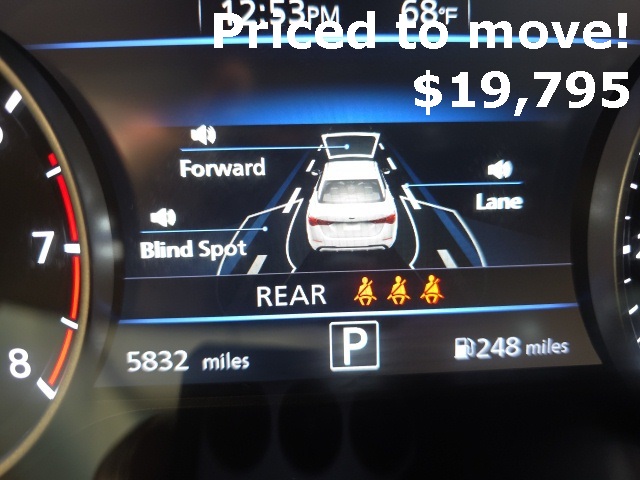 12:53PM 68°F
Priced to move!
$19,795
Forward
Lane
Blind Spot
REAR
7
8
P
5832 miles
248 miles